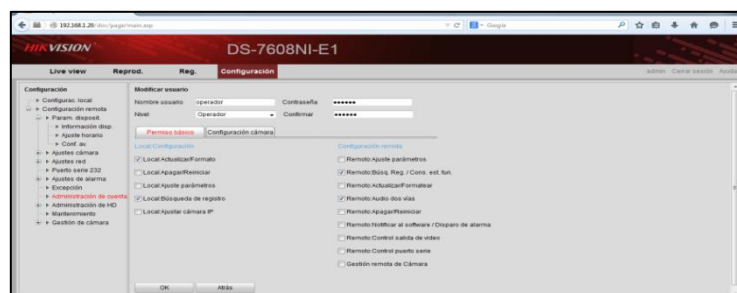 192.168.1.28/doc/page/main.asp
Google
HIKVISION
DS-7608NI-E1
Live view Reprod. Reg. Configuración
admin Cerrar sesión Ayuda
Configuración
Configurac. local
Configuración remota
Param. disposit.
Información disp.
Ajuste horario
Conf. av.
Ajustes cámara
Ajustes red
Puerto serie 232
Ajustes de alarma
Excepción
Administración de cuenta
Administración de HD
Mantenimiento
Gestión de cámara
Modificar usuario
Nombre usuario operador Contraseña ••••••
Nivel Operador Confirmar ••••••
Permiso básico Configuración cámara
Local:Configuración
Local:Actualizar/Formato
Local:Apagar/Reiniciar
Local:Ajuste parámetros
Local:Búsqueda de registro
Local:Ajustar cámara IP
Configuración remota
Remoto:Ajuste parámetros
Remoto:Búsq. Reg. / Cons. est. fun.
Remoto:Actualizar/Formatear
Remoto:Audio dos vías
Remoto:Apagar/Reiniciar
Remoto:Notificar al software / Disparo de alarma
Remoto:Control salida de video
Remoto:Control puerto serie
Gestión remota de Cámara
OK Atrás